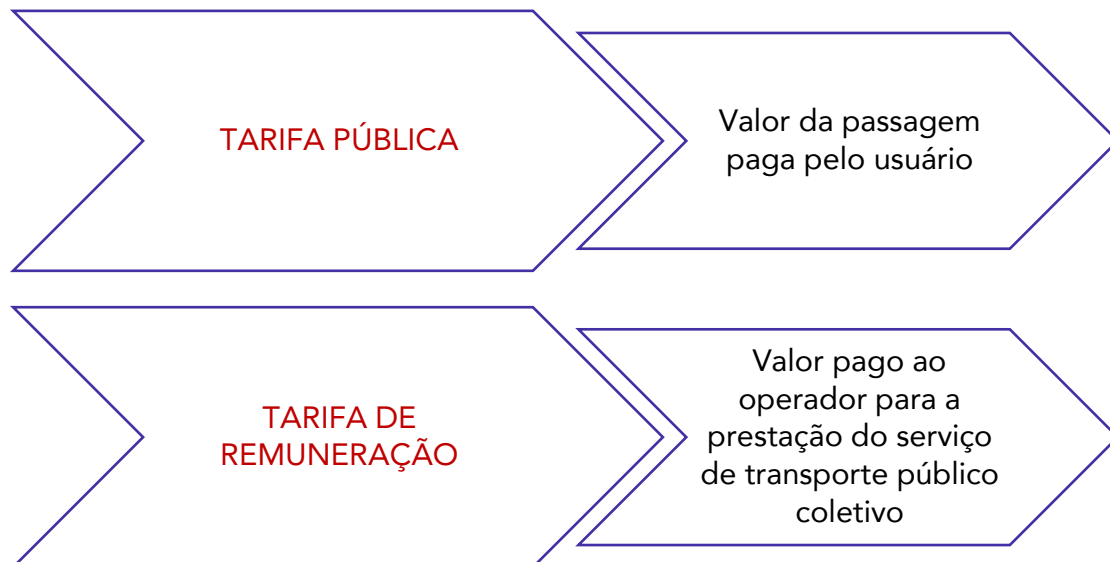 TARIFA PÚBLICA
Valor da passagem
paga pelo usuário
TARIFA DE
REMUNERAÇÃO
Valor pago ao
operador para a
prestação do serviço
de transporte público
coletivo